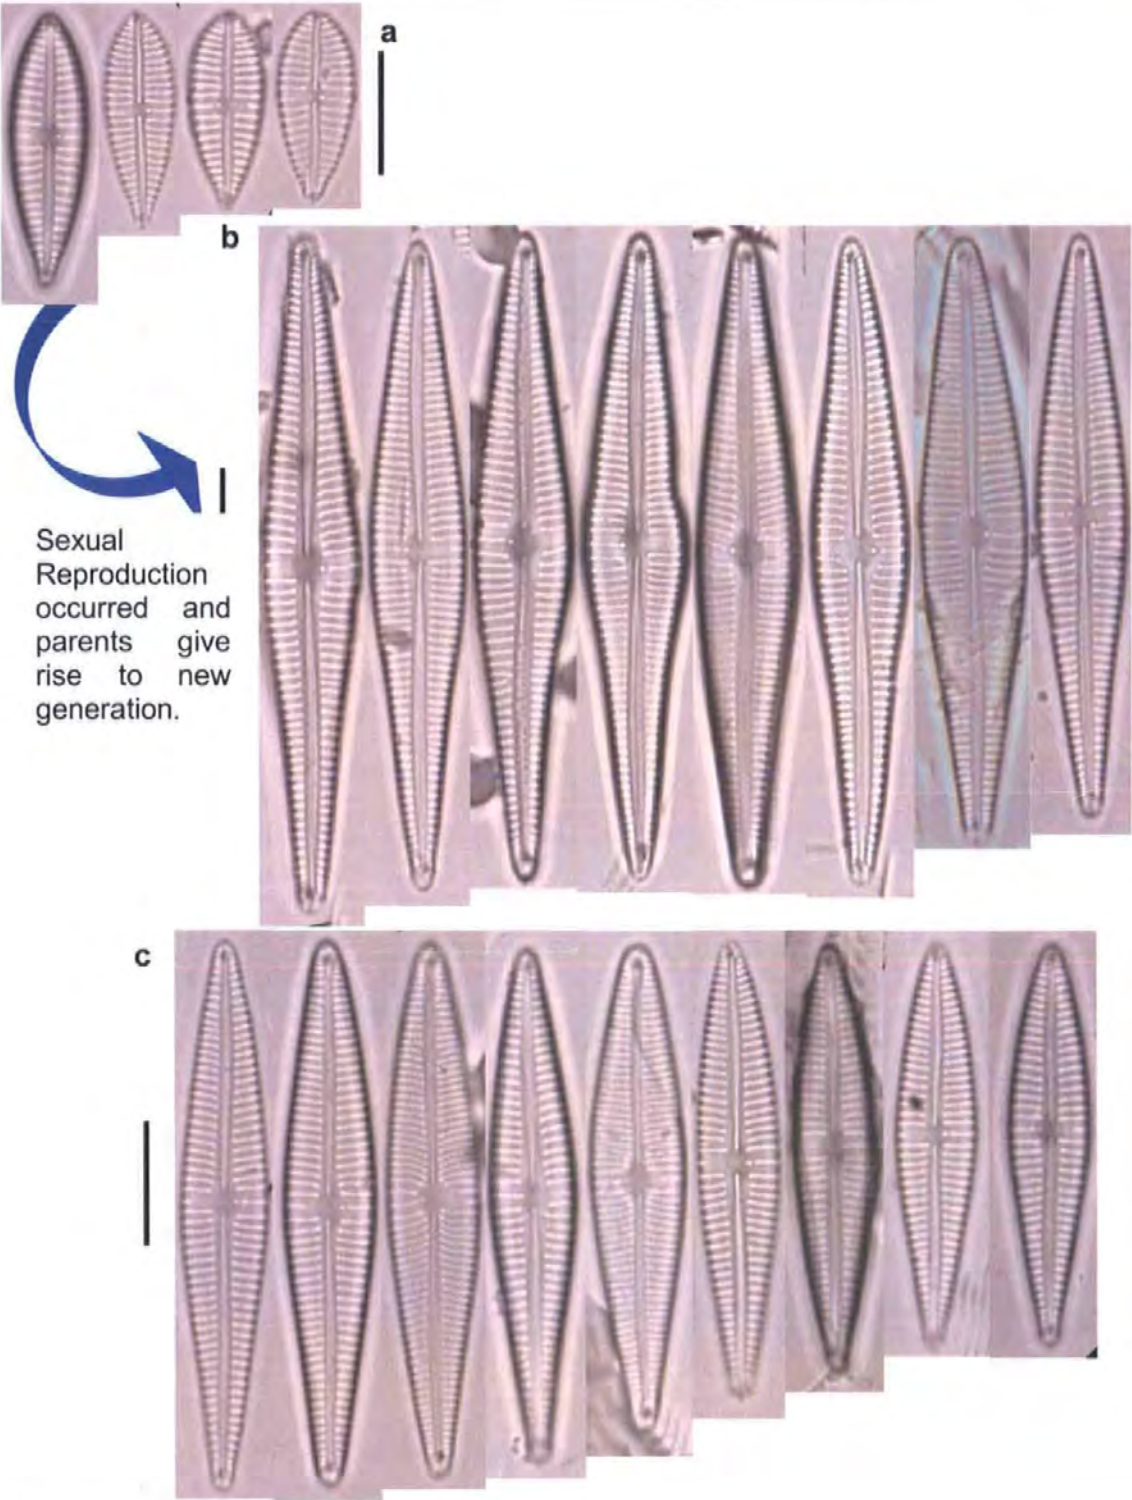 a
b
Sexual
Reproduction
occurred and
parents give
rise to new
generation.
c